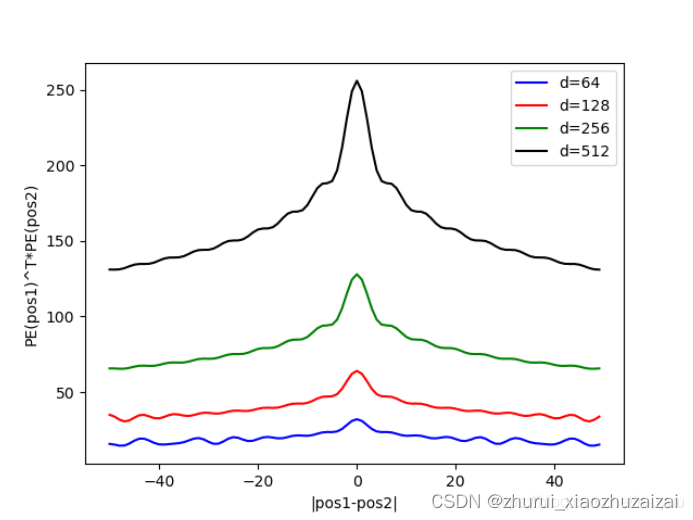 250
200
150
100
50
PE(pos1)^T*PE(pos2)
d=64
d=128
d=256
d=512
−40 −20 0 20 40
|pos1-pos2|
CSDN @zhurui_xiaozhuzaizai